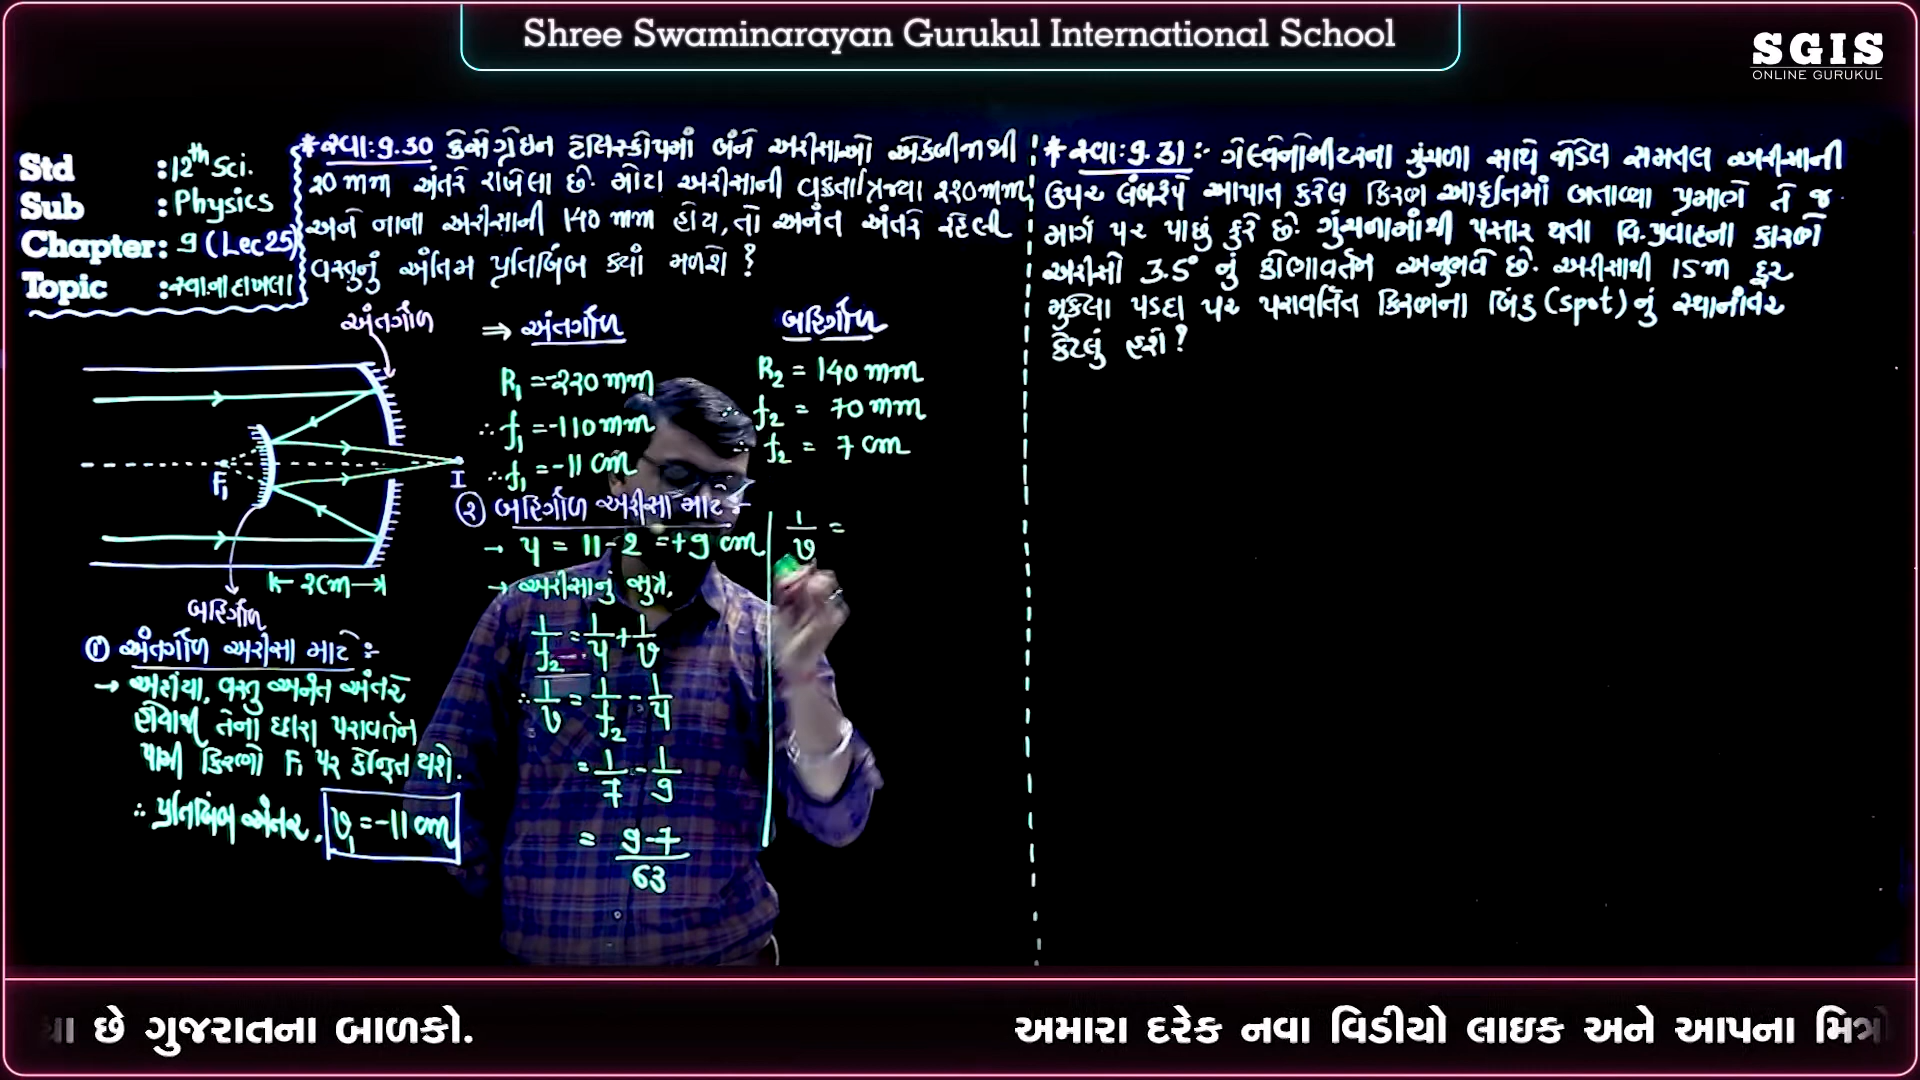 Shree Swaminarayan Gurukul International School
SGIS
ONLINE GURUKUL
Std : 12th Sci.
Sub : Physics
Chapter : 9 (Lec 25)
Topic : સ્વા.ના દાખલા
* સ્વા: 9.30 કેસેગ્રેઇન ટેલિસ્કોપમાં બંને અરીસાઓ એકબીજાથી
20 mm અંતરે રાખેલા છે. મોટા અરીસાની વક્રતાત્રિજ્યા 220 mm
અને નાના અરીસાની 140 mm હોય, તો અનંત અંતરે રહેલી
વસ્તુનું અંતિમ પ્રતિબિંબ ક્યાં મળશે ?
અંતર્ગોળ
F1
I
2 cm
બહિર્ગોળ
⇒ અંતર્ગોળ
R1 = -220 mm
∴ f1 = -110 mm
∴ f1 = -11 cm
બહિર્ગોળ
R2 = 140 mm
f2 = 70 mm
f2 = 7 cm
① અંતર્ગોળ અરીસા માટે :-
→ અહીંયા, વસ્તુ અનંત અંતરે
હોવાથી તેના દ્વારા પરાવર્તન
પામી કિરણો F1 પર કેન્દ્રિત થશે.
∴ પ્રતિબિંબ અંતર, v1 = -11 cm
② બહિર્ગોળ અરીસા માટે :-
→ u = 11 - 2 = +9 cm
→ અરીસાનું સુત્ર,
1/f2 = 1/u + 1/v
∴ 1/v = 1/f2 - 1/u
= 1/7 - 1/9
= 9-7/63
1/v =
* સ્વા: 9.31 :- ગેલ્વેનોમીટરના ગુંચળા સાથે જોડેલ સમતલ અરીસાની
ઉપર લંબરૂપે આપાત કરેલ કિરણ આકૃતિમાં બતાવ્યા પ્રમાણે તે જ
માર્ગ પર પાછું ફરે છે. ગુંચળામાંથી પસાર થતા વિ.પ્રવાહના કારણે
અરીસો 3.5° નું કોણાવર્તન અનુભવે છે. અરીસાથી 1.5 m દૂર
મુકેલા પડદા પર પરાવર્તિત કિરણના બિંદુ (spot) નું સ્થાનાંતર
કેટલું હશે ?
છે ગુજરાતના બાળકો.
અમારા દરેક નવા વિડીયો લાઇક અને આપના